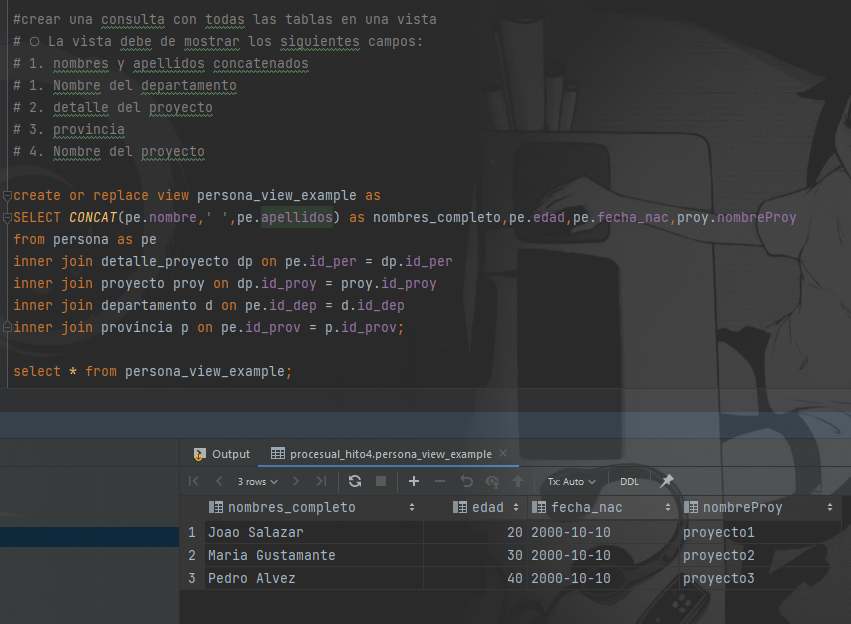 #crear una consulta con todas las tablas en una vista
# ○ La vista debe de mostrar los siguientes campos:
# 1. nombres y apellidos concatenados
# 1. Nombre del departamento
# 2. detalle del proyecto
# 3. provincia
# 4. Nombre del proyecto
create or replace view persona_view_example as
SELECT CONCAT(pe.nombre,' ',pe.apellidos) as nombres_completo,pe.edad,pe.fecha_nac,proy.nombreProy
from persona as pe
inner join detalle_proyecto dp on pe.id_per = dp.id_per
inner join proyecto proy on dp.id_proy = proy.id_proy
inner join departamento d on pe.id_dep = d.id_dep
inner join provincia p on pe.id_prov = p.id_prov;
select * from persona_view_example;
Output procesual_hito4.persona_view_example
3 rows Tx: Auto DDL
nombres_completo edad fecha_nac nombreProy
1 Joao Salazar 20 2000-10-10 proyecto1
2 Maria Gustamante 30 2000-10-10 proyecto2
3 Pedro Alvez 40 2000-10-10 proyecto3